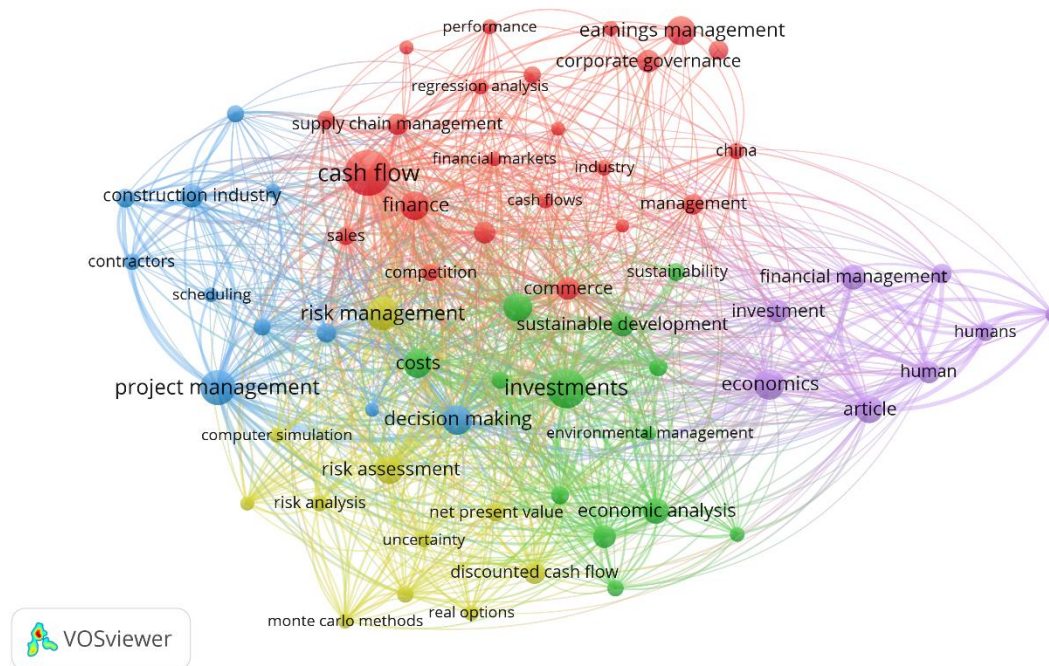 performance
earnings management
corporate governance
regression analysis
supply chain management
financial markets
china
cash flow
industry
construction industry
finance
cash flows
management
sales
contractors
competition
sustainability
financial management
scheduling
commerce
risk management
investment
sustainable development
humans
costs
human
project management
investments
economics
decision making
article
computer simulation
environmental management
risk assessment
risk analysis
net present value
economic analysis
uncertainty
discounted cash flow
monte carlo methods
real options
VOSviewer